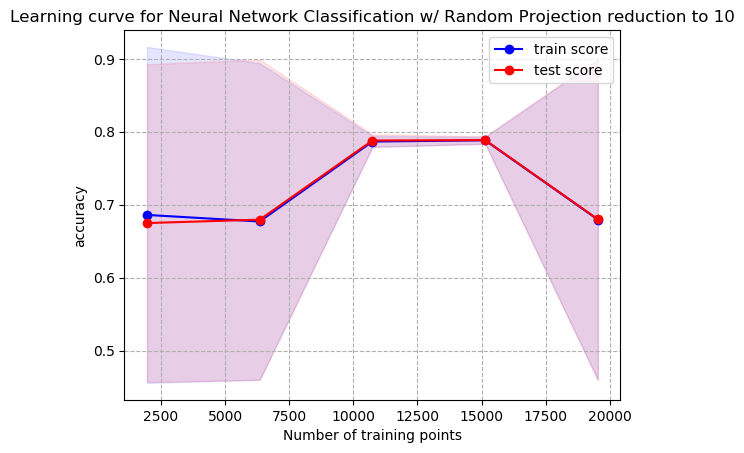 Learning curve for Neural Network Classification w/ Random Projection reduction to 10
train score
test score
0.9
0.8
0.7
0.6
0.5
accuracy
2500 5000 7500 10000 12500 15000 17500 20000
Number of training points